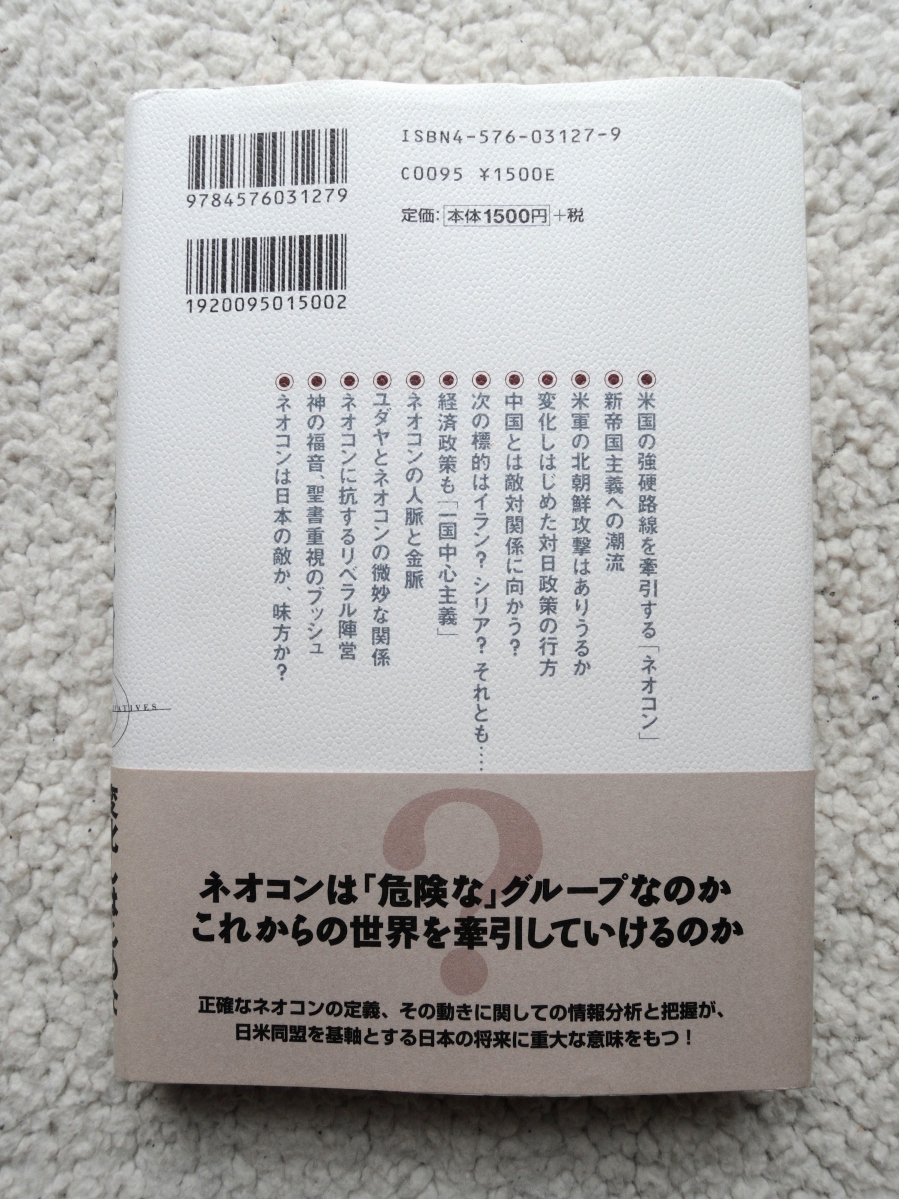 ISBN4-576-03127-9
C0095 ¥1500E
定価：本体1500円+税
9784576031279
1920095015002
米国の強硬路線を牽引する「ネオコン」
新帝国主義への潮流
米軍の北朝鮮攻撃はありうるか
変化しはじめた対日政策の行方
中国とは敵対関係に向かう？
次の標的はイラン？ シリア？ それとも……
経済政策も「一国中心主義」
ネオコンの人脈と金脈
ユダヤとネオコンの微妙な関係
ネオコンに抗するリベラル陣営
神の福音、聖書重視のブッシュ
ネオコンは日本の敵か、味方か？
?
ネオコンは「危険な」グループなのか
これからの世界を牽引していけるのか
正確なネオコンの定義、その動きに関しての情報分析と把握が、
日米同盟を基軸とする日本の将来に重大な意味をもつ！